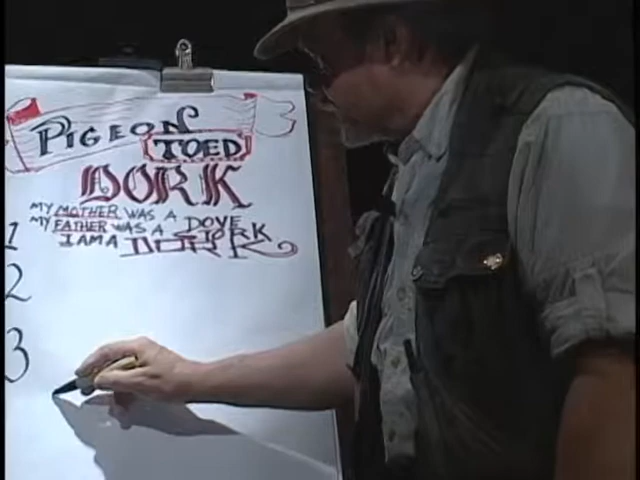 PIGEON
TOED
DORK
MY MOTHER WAS A DOVE
MY FATHER WAS A STORK
I AM A DORK
1
2
3